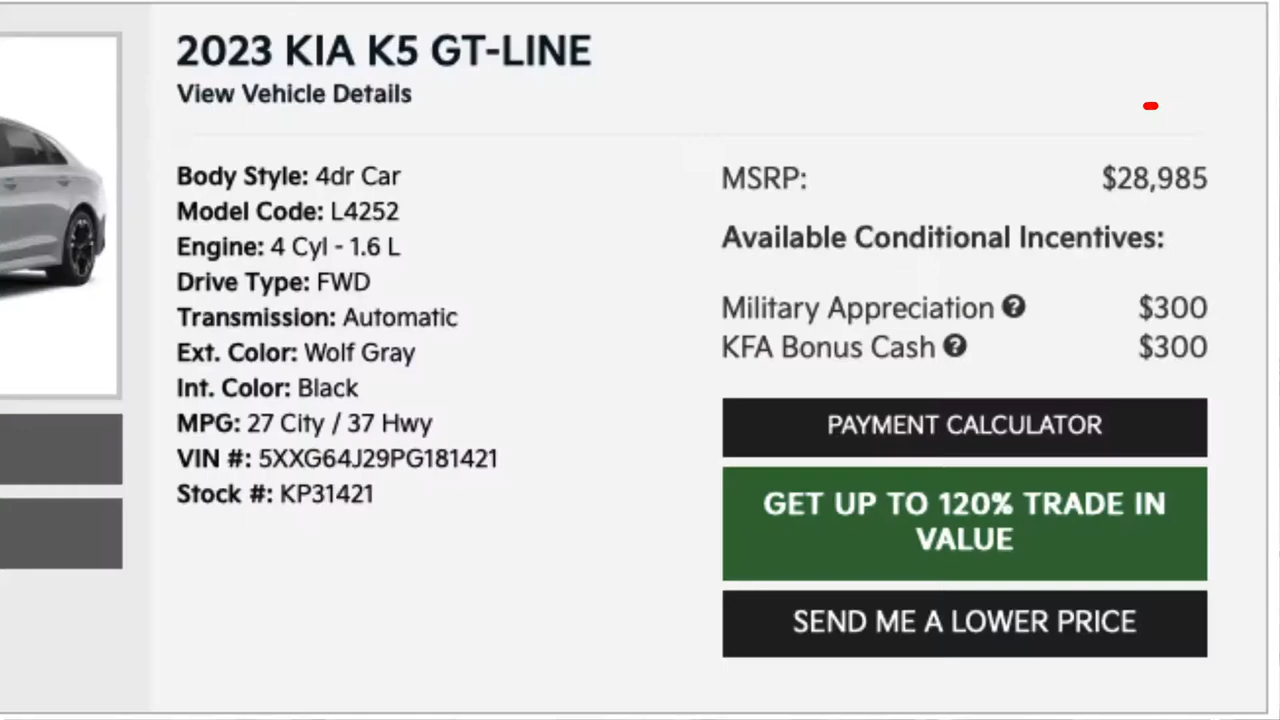 2023 KIA K5 GT-LINE
View Vehicle Details
Body Style: 4dr Car
Model Code: L4252
Engine: 4 Cyl - 1.6 L
Drive Type: FWD
Transmission: Automatic
Ext. Color: Wolf Gray
Int. Color: Black
MPG: 27 City / 37 Hwy
VIN #: 5XXG64J29PG181421
Stock #: KP31421
MSRP: $28,985
Available Conditional Incentives:
Military Appreciation ? $300
KFA Bonus Cash ? $300
PAYMENT CALCULATOR
GET UP TO 120% TRADE IN
VALUE
SEND ME A LOWER PRICE